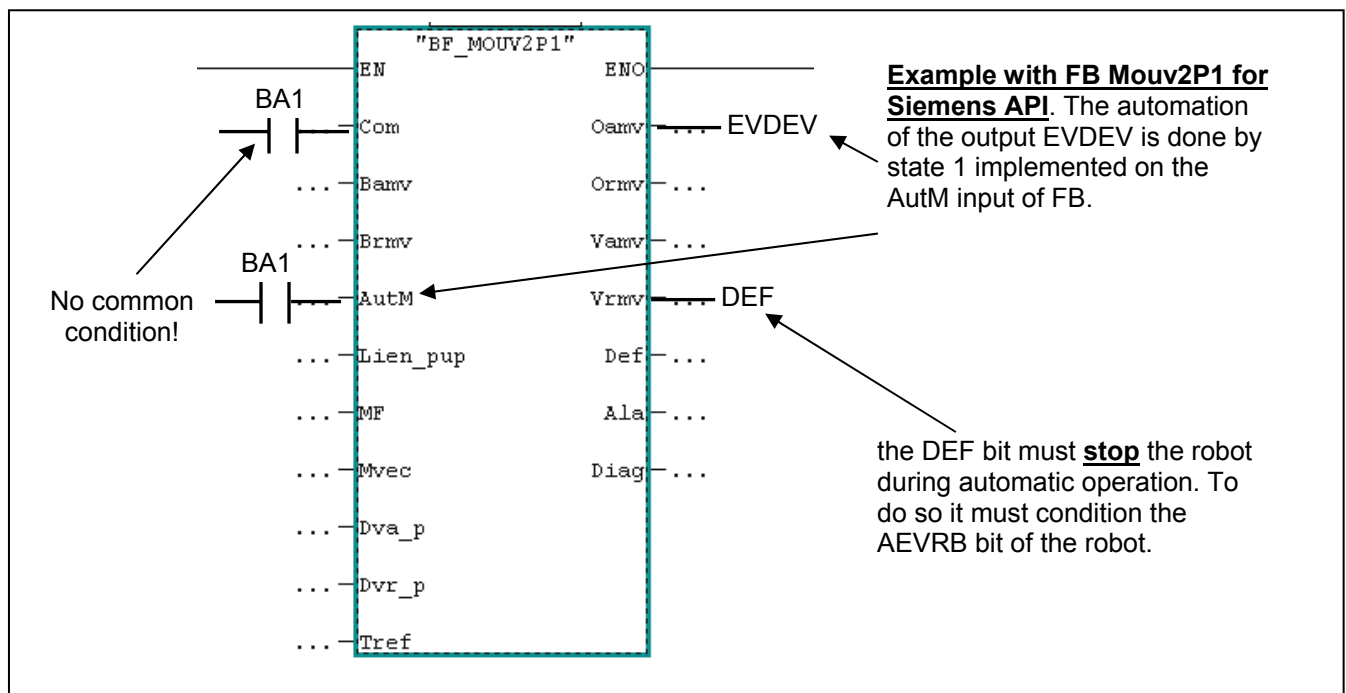 "BF_MOUV2P1"
EN ENO
BA1
Com Oamv ... EVDEV
... Bamv Ormv ...
... Brmv Vamv ...
BA1
... AutM Vrmv ... DEF
... Lien_pup Def ...
... MF Ala ...
... Mvec Diag ...
... Dva_p
... Dvr_p
... Tref
No common
condition!
Example with FB Mouv2P1 for
Siemens API. The automation
of the output EVDEV is done by
state 1 implemented on the
AutM input of FB.
the DEF bit must stop the robot
during automatic operation. To
do so it must condition the
AEVRB bit of the robot.